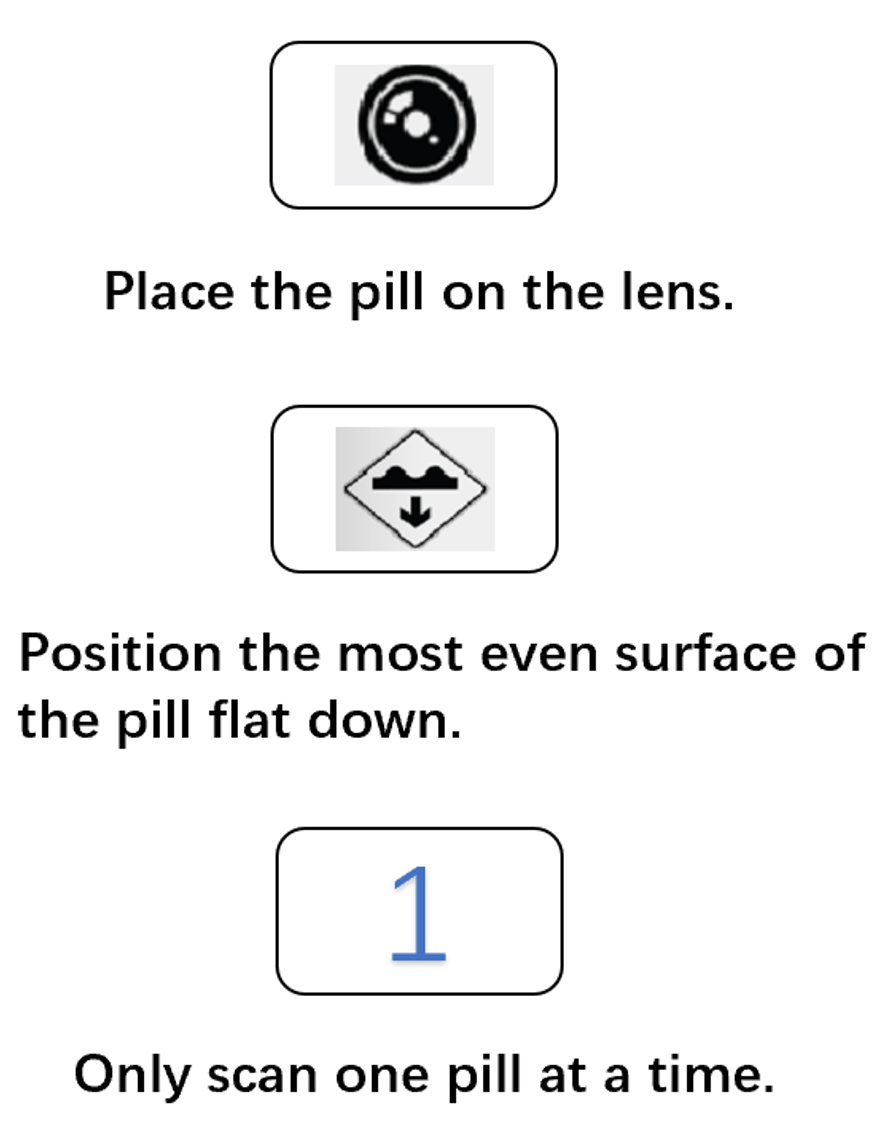 Place the pill on the lens.
Position the most even surface of
the pill flat down.
1
Only scan one pill at a time.